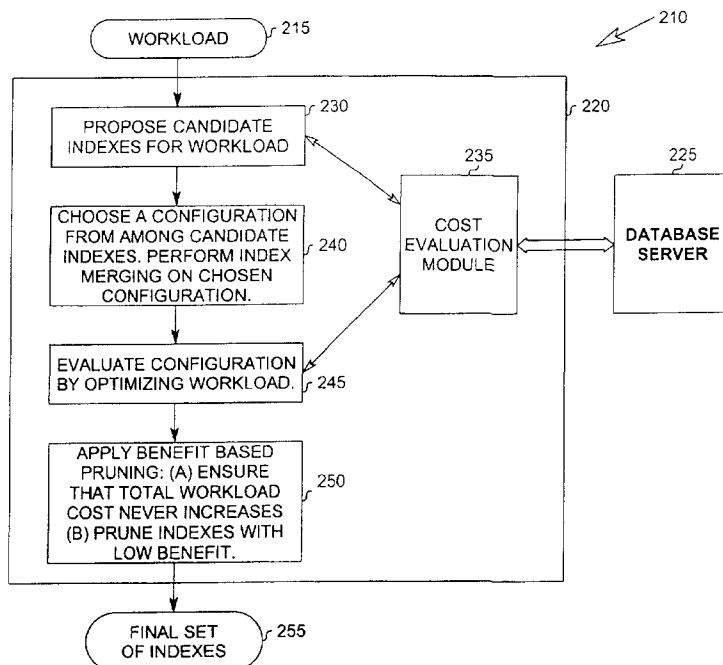 210
WORKLOAD
215
220
230
PROPOSE CANDIDATE
INDEXES FOR WORKLOAD
235
COST
EVALUATION
MODULE
225
DATABASE
SERVER
CHOOSE A CONFIGURATION
FROM AMONG CANDIDATE
INDEXES. PERFORM INDEX
MERGING ON CHOSEN
CONFIGURATION.
240
EVALUATE CONFIGURATION
BY OPTIMIZING WORKLOAD.
245
APPLY BENEFIT BASED
PRUNING: (A) ENSURE
THAT TOTAL WORKLOAD
COST NEVER INCREASES
(B) PRUNE INDEXES WITH
LOW BENEFIT.
250
FINAL SET
OF INDEXES
255